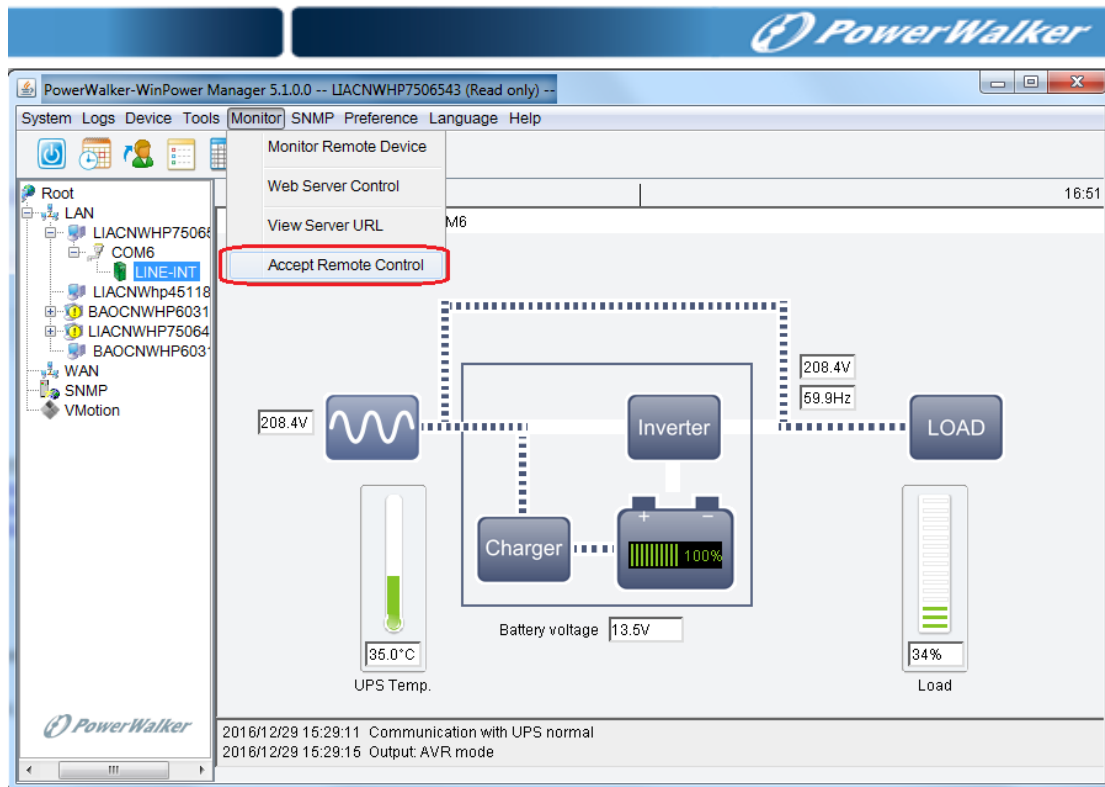 PowerWalker
PowerWalker-WinPower Manager 5.1.0.0 -- LIACNWHP7506543 (Read only) --
System Logs Device Tools Monitor SNMP Preference Language Help
Monitor Remote Device
Web Server Control
View Server URL
Accept Remote Control
16:51
M6
Root
LAN
LIACNWHP75065
COM6
LINE-INT
LIACNWhp45118
BAOCNWHP6031
LIACNWHP75064
BAOCNWHP603
WAN
SNMP
VMotion
208.4V
59.9Hz
208.4V
Inverter
LOAD
Charger
+ −
100%
Battery voltage 13.5V
35.0°C
34%
UPS Temp.
Load
PowerWalker
2016/12/29 15:29:11 Communication with UPS normal
2016/12/29 15:29:15 Output: AVR mode